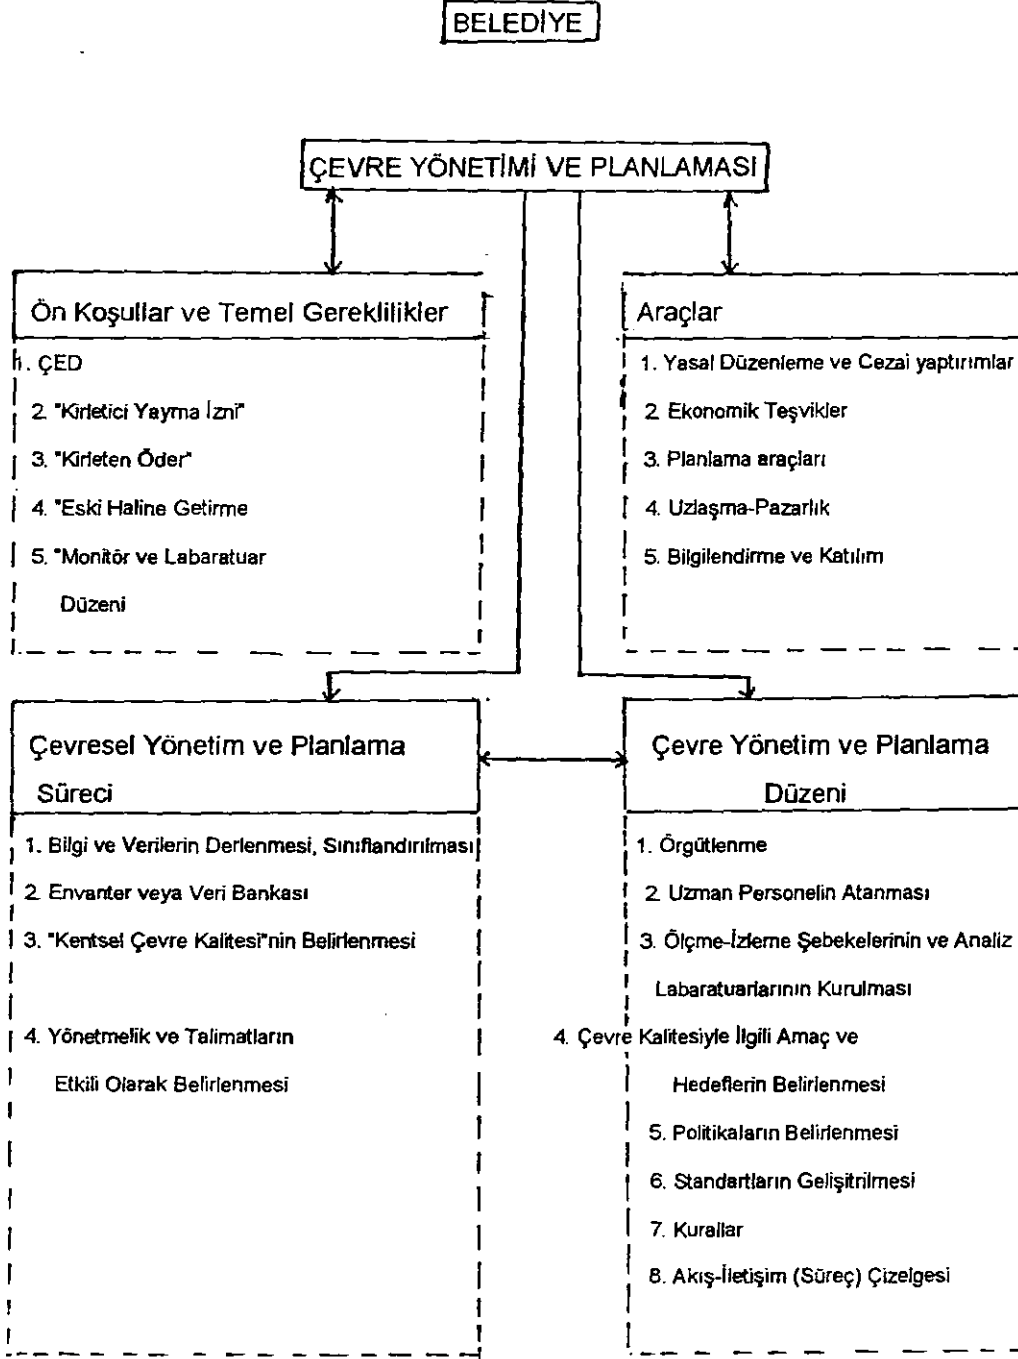 BELEDİYE
ÇEVRE YÖNETİMİ VE PLANLAMASI
Ön Koşullar ve Temel Gereklilikler
1. ÇED
2. "Kirletici Yayma İzni"
3. "Kirleten Öder"
4. "Eski Haline Getirme
5. "Monitör ve Labaratuar
Düzeni
Araçlar
1. Yasal Düzenleme ve Cezai yaptırımlar
2. Ekonomik Teşvikler
3. Planlama araçları
4. Uzlaşma-Pazarlık
5. Bilgilendirme ve Katılım
Çevresel Yönetim ve Planlama
Süreci
1. Bilgi ve Verilerin Derlenmesi, Sınıflandırılması
2. Envanter veya Veri Bankası
3. "Kentsel Çevre Kalitesi"nin Belirlenmesi
4. Yönetmelik ve Talimatların
Etkili Olarak Belirlenmesi
Çevre Yönetim ve Planlama
Düzeni
1. Örgütlenme
2. Uzman Personelin Atanması
3. Ölçme-İzleme Şebekelerinin ve Analiz
Labaratuarlarının Kurulması
4. Çevre Kalitesiyle İlgili Amaç ve
Hedeflerin Belirlenmesi
5. Politikaların Belirlenmesi
6. Standartların Gelişitrilmesi
7. Kurallar
8. Akış-İletişim (Süreç) Çizelgesi